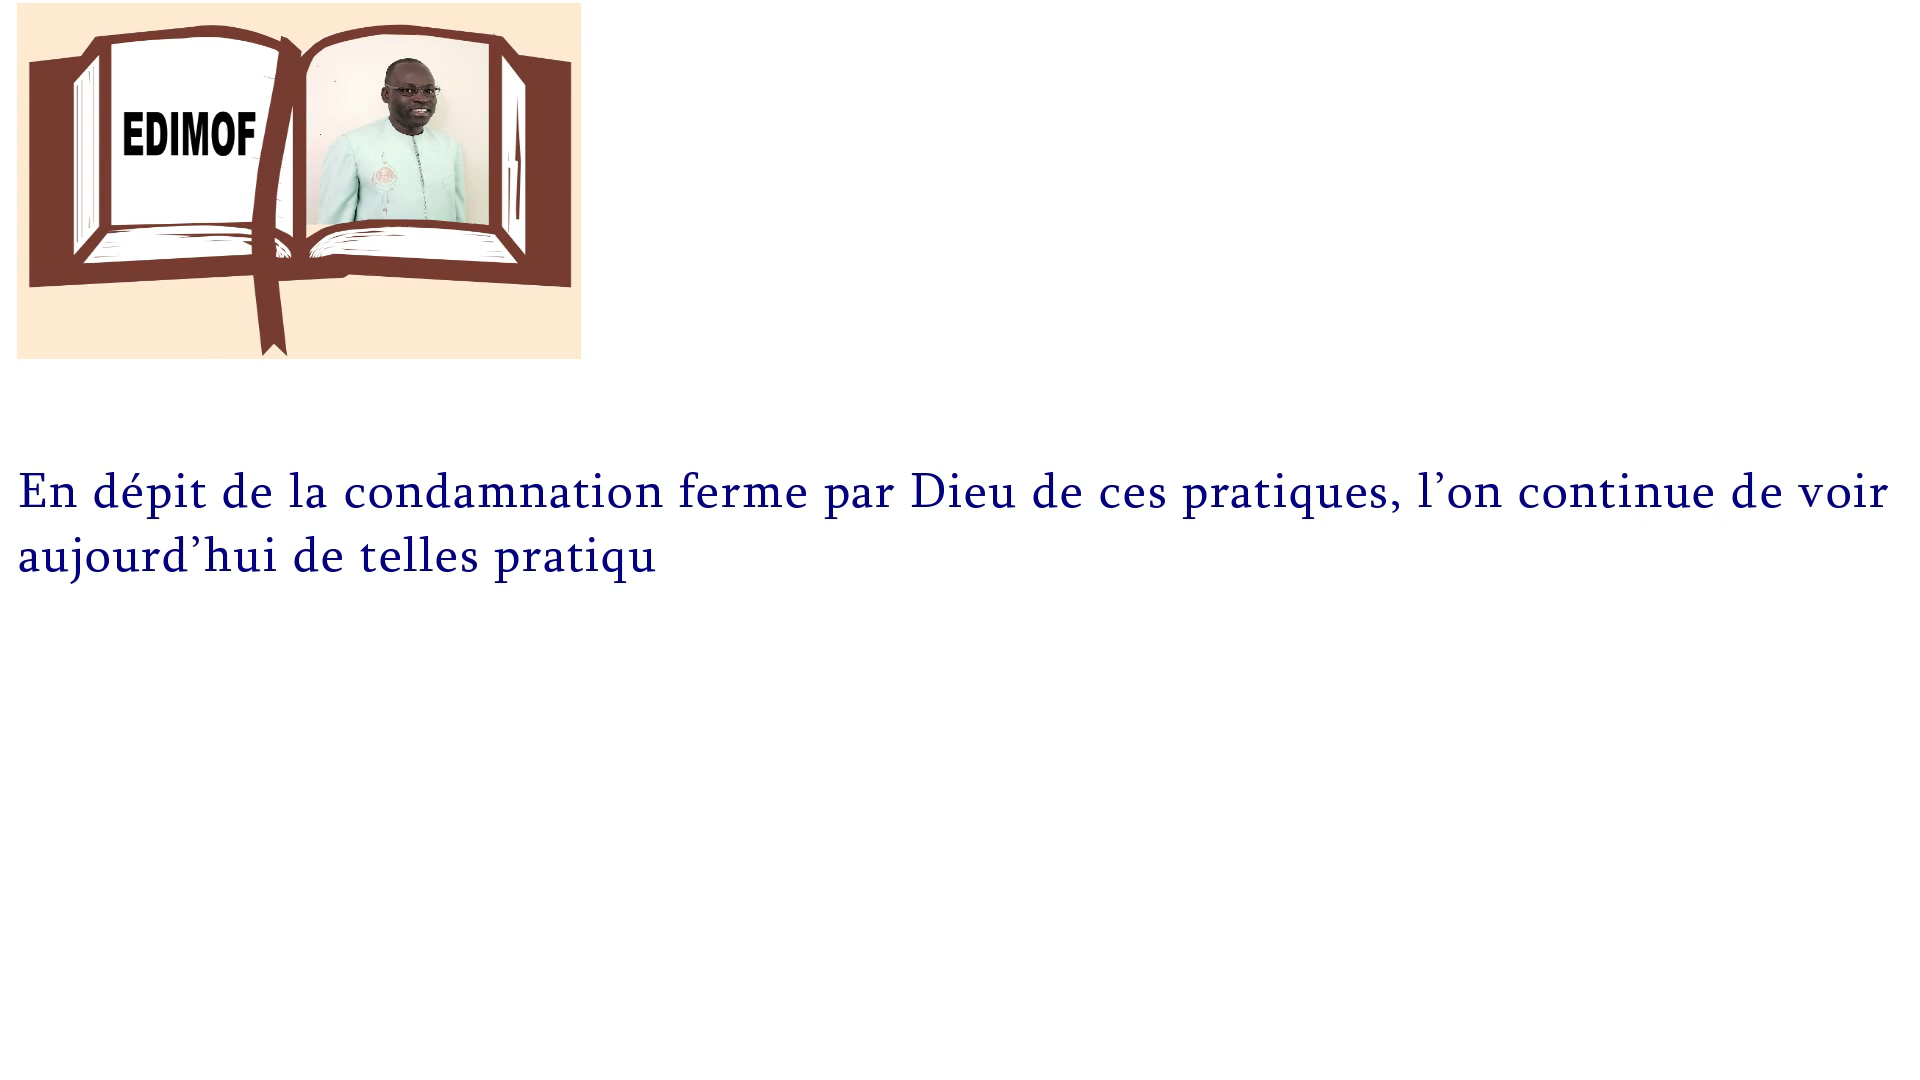 EDIMOF
En dépit de la condamnation ferme par Dieu de ces pratiques, l’on continue de voir
aujourd’hui de telles pratiqu